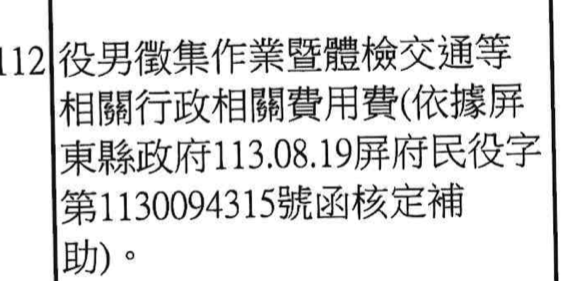 112 役男徵集作業暨體檢交通等
相關行政相關費用費(依據屏
東縣政府113.08.19屏府民役字
第1130094315號函核定補
助)。